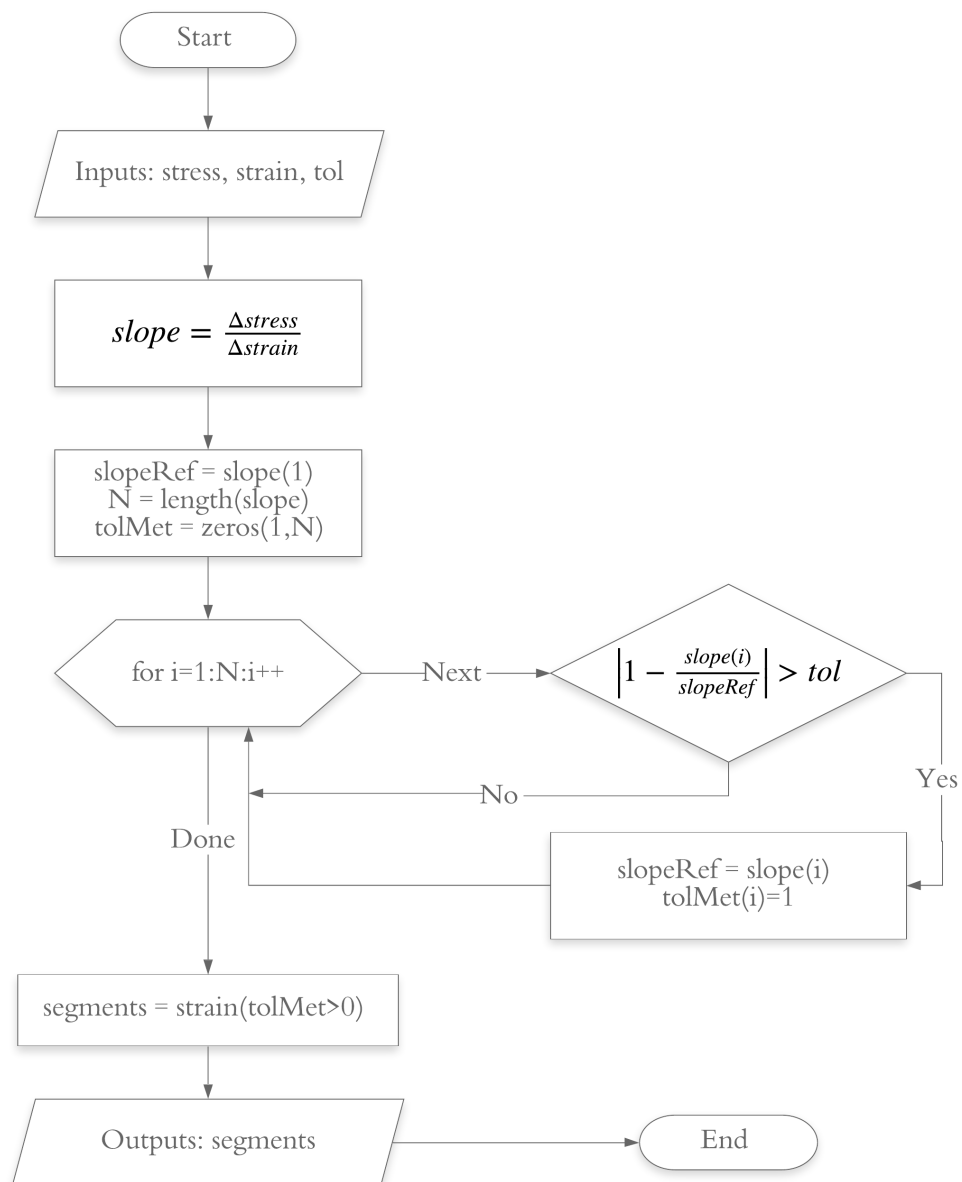 Start
Inputs: stress, strain, tol
slope = Δstress/Δstrain
slopeRef = slope(1)
N = length(slope)
tolMet = zeros(1,N)
for i=1:N:i++
Next
|1 − slope(i)/slopeRef| > tol
Yes
No
Done
slopeRef = slope(i)
tolMet(i)=1
segments = strain(tolMet>0)
Outputs: segments
End